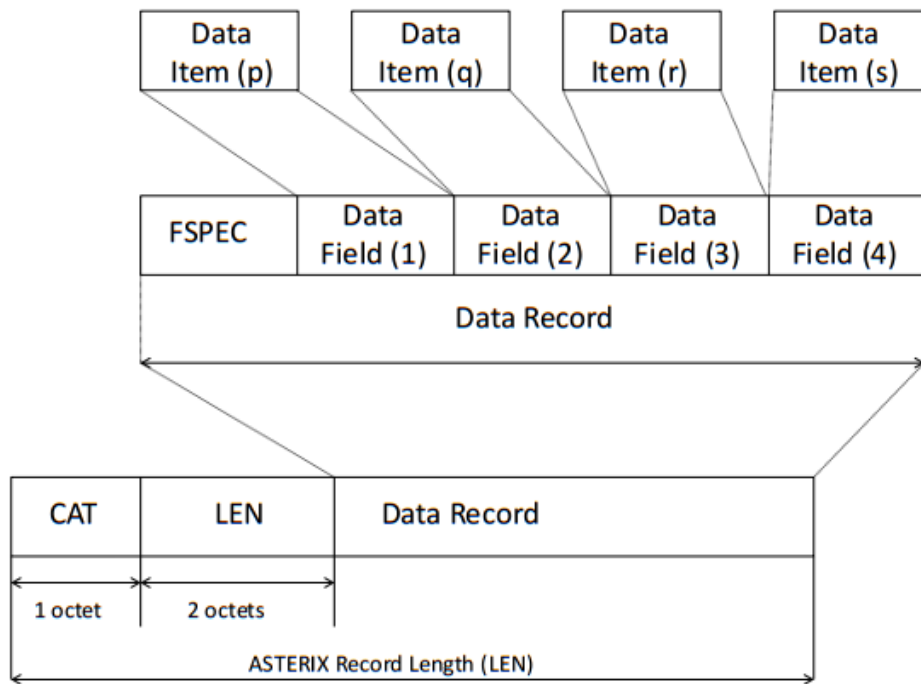 Data Item (p)
Data Item (q)
Data Item (r)
Data Item (s)
FSPEC
Data Field (1)
Data Field (2)
Data Field (3)
Data Field (4)
Data Record
CAT
LEN
Data Record
1 octet
2 octets
ASTERIX Record Length (LEN)